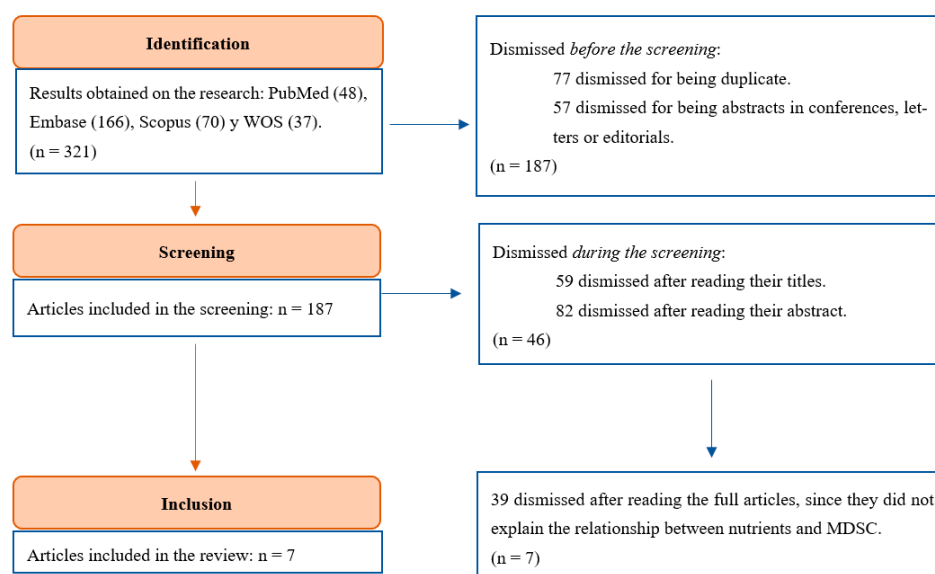 Identification
Results obtained on the research: PubMed (48),
Embase (166), Scopus (70) y WOS (37).
(n = 321)
Dismissed before the screening:
77 dismissed for being duplicate.
57 dismissed for being abstracts in conferences, let-
ters or editorials.
(n = 187)
Screening
Articles included in the screening: n = 187
Dismissed during the screening:
59 dismissed after reading their titles.
82 dismissed after reading their abstract.
(n = 46)
Inclusion
Articles included in the review: n = 7
39 dismissed after reading the full articles, since they did not
explain the relationship between nutrients and MDSC.
(n = 7)